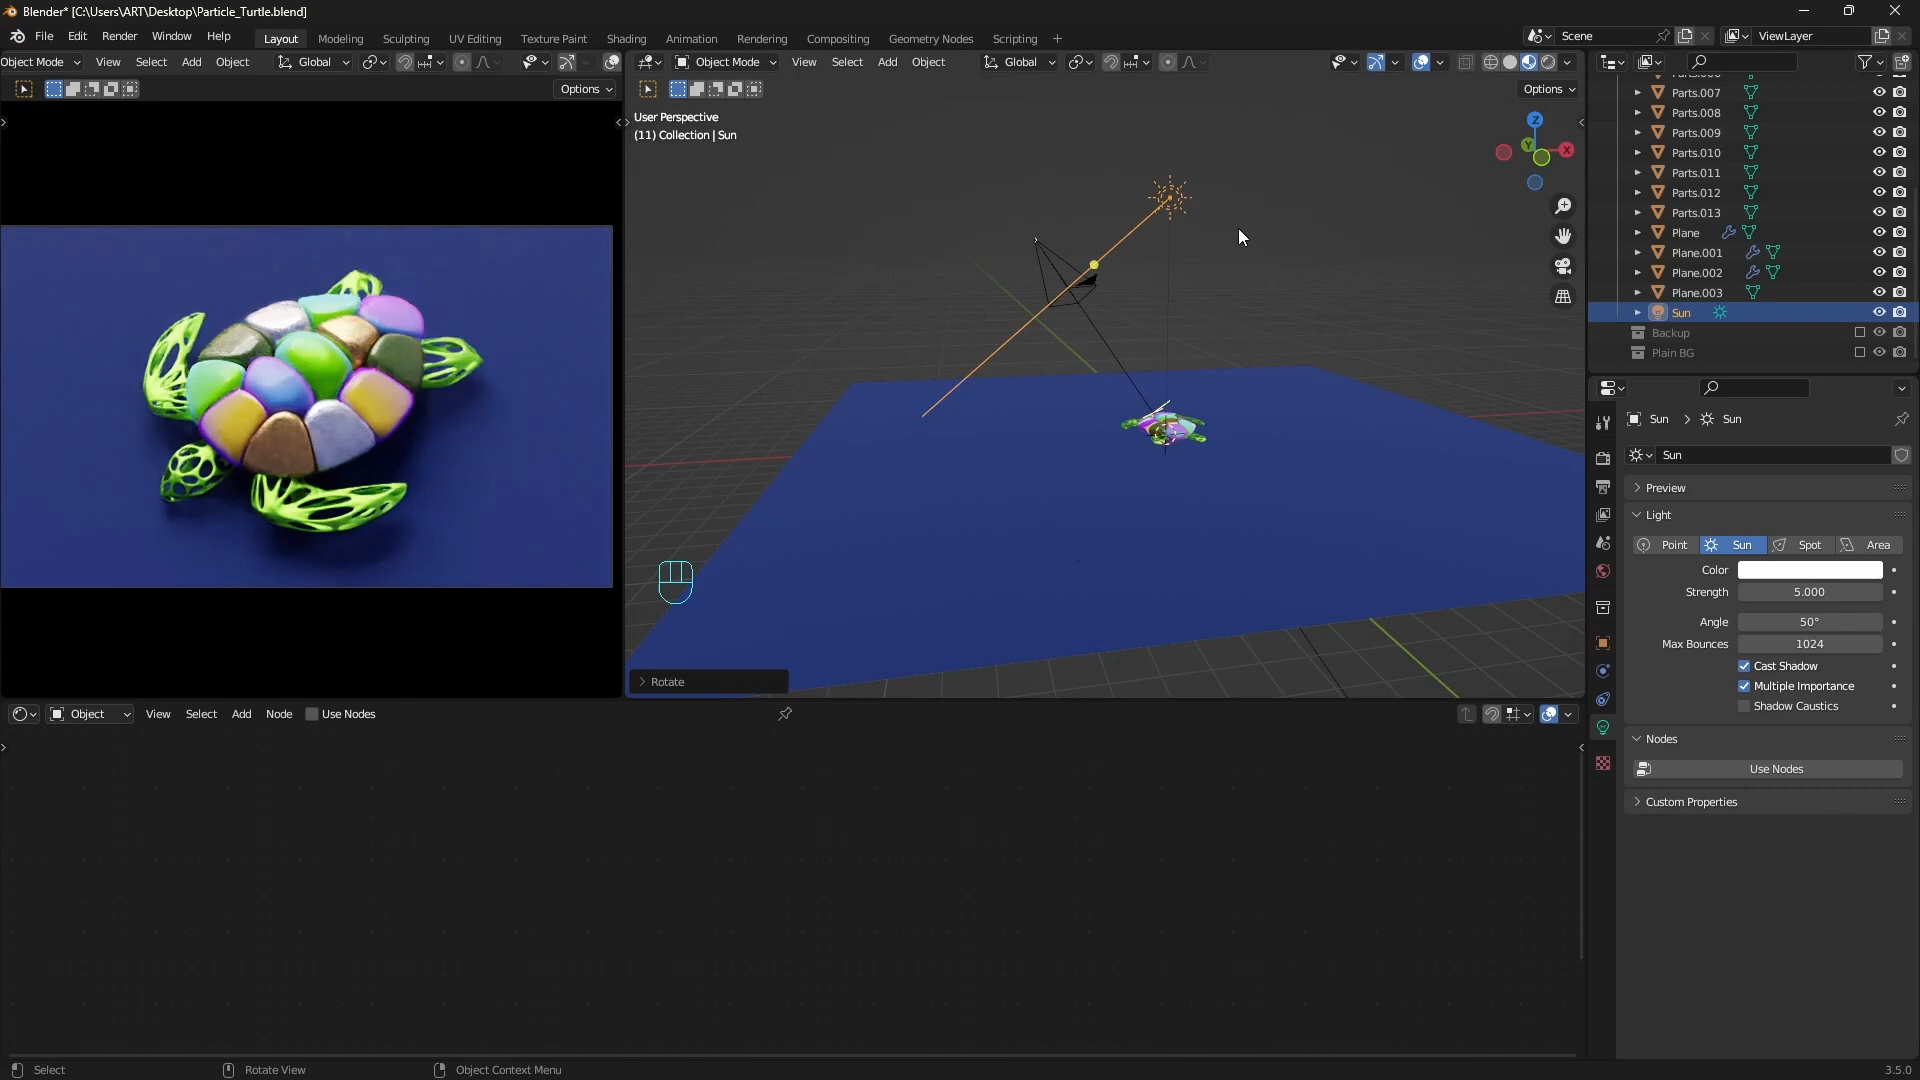 Blender* [C:\Users\ART\Desktop\Particle_Turtle.blend]
File Edit Render Window Help Layout Modeling Sculpting UV Editing Texture Paint Shading Animation Rendering Compositing Geometry Nodes Scripting + Scene ViewLayer
Object Mode View Select Add Object Global
Object Mode View Select Add Object Global
Options
Options
User Perspective
(11) Collection | Sun
Z
X
Y
Parts.007
Parts.008
Parts.009
Parts.010
Parts.011
Parts.012
Parts.013
Plane
Plane.001
Plane.002
Plane.003
Sun
Backup
Plain BG
Sun > Sun
Sun
Preview
Light
Point Sun Spot Area
Color
Strength 5.000
Angle 50°
Max Bounces 1024
Cast Shadow
Multiple Importance
Shadow Caustics
Nodes
Use Nodes
Custom Properties
Rotate
Object View Select Add Node Use Nodes
Select Rotate View Object Context Menu 3.5.0